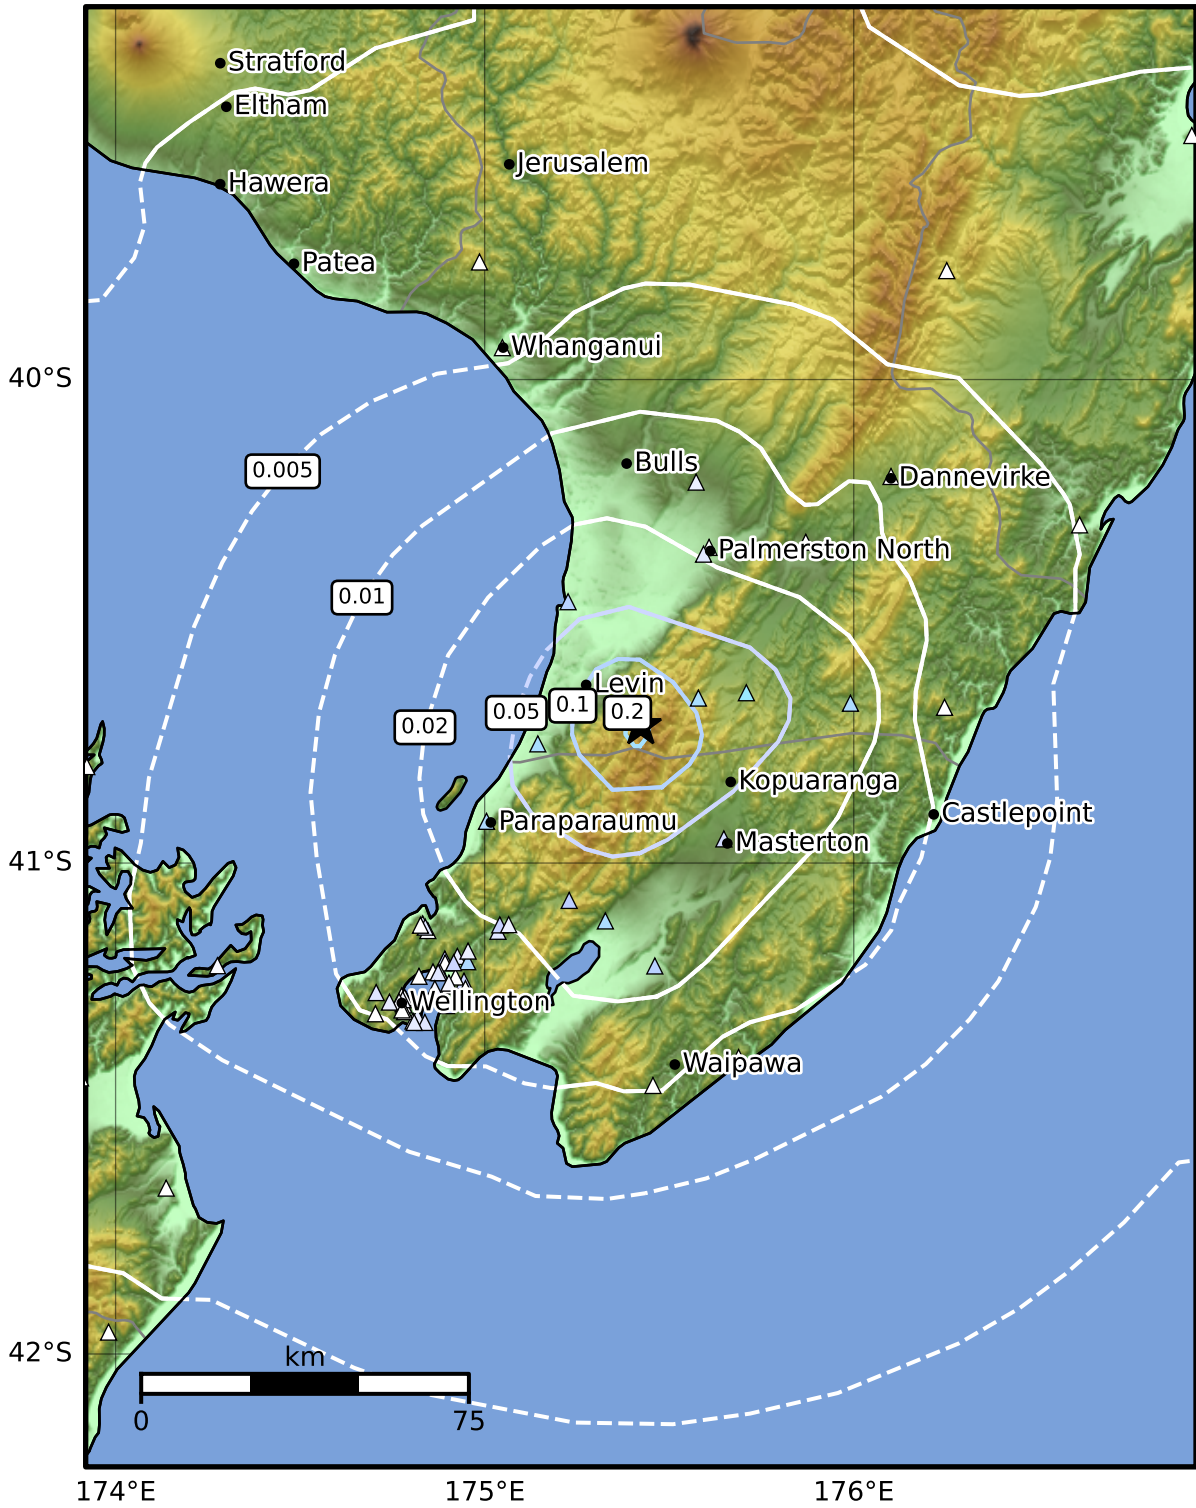 Stratford
Eltham
Jerusalem
Hawera
Patea
Whanganui
40°S
Bulls
0.005
Dannevirke
Palmerston North
0.01
Levin
0.1
0.05
0.2
0.02
Kopuaranga
Castlepoint
Paraparaumu
Masterton
41°S
Wellington
Waipawa
42°S
km
0
75
174°E
175°E
176°E